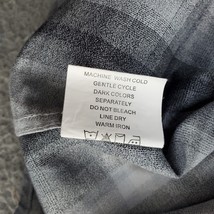 MACHINE WASH COLD
GENTLE CYCLE
DARK COLORS
SEPARATELY
DO NOT BLEACH
LINE DRY
WARM IRON